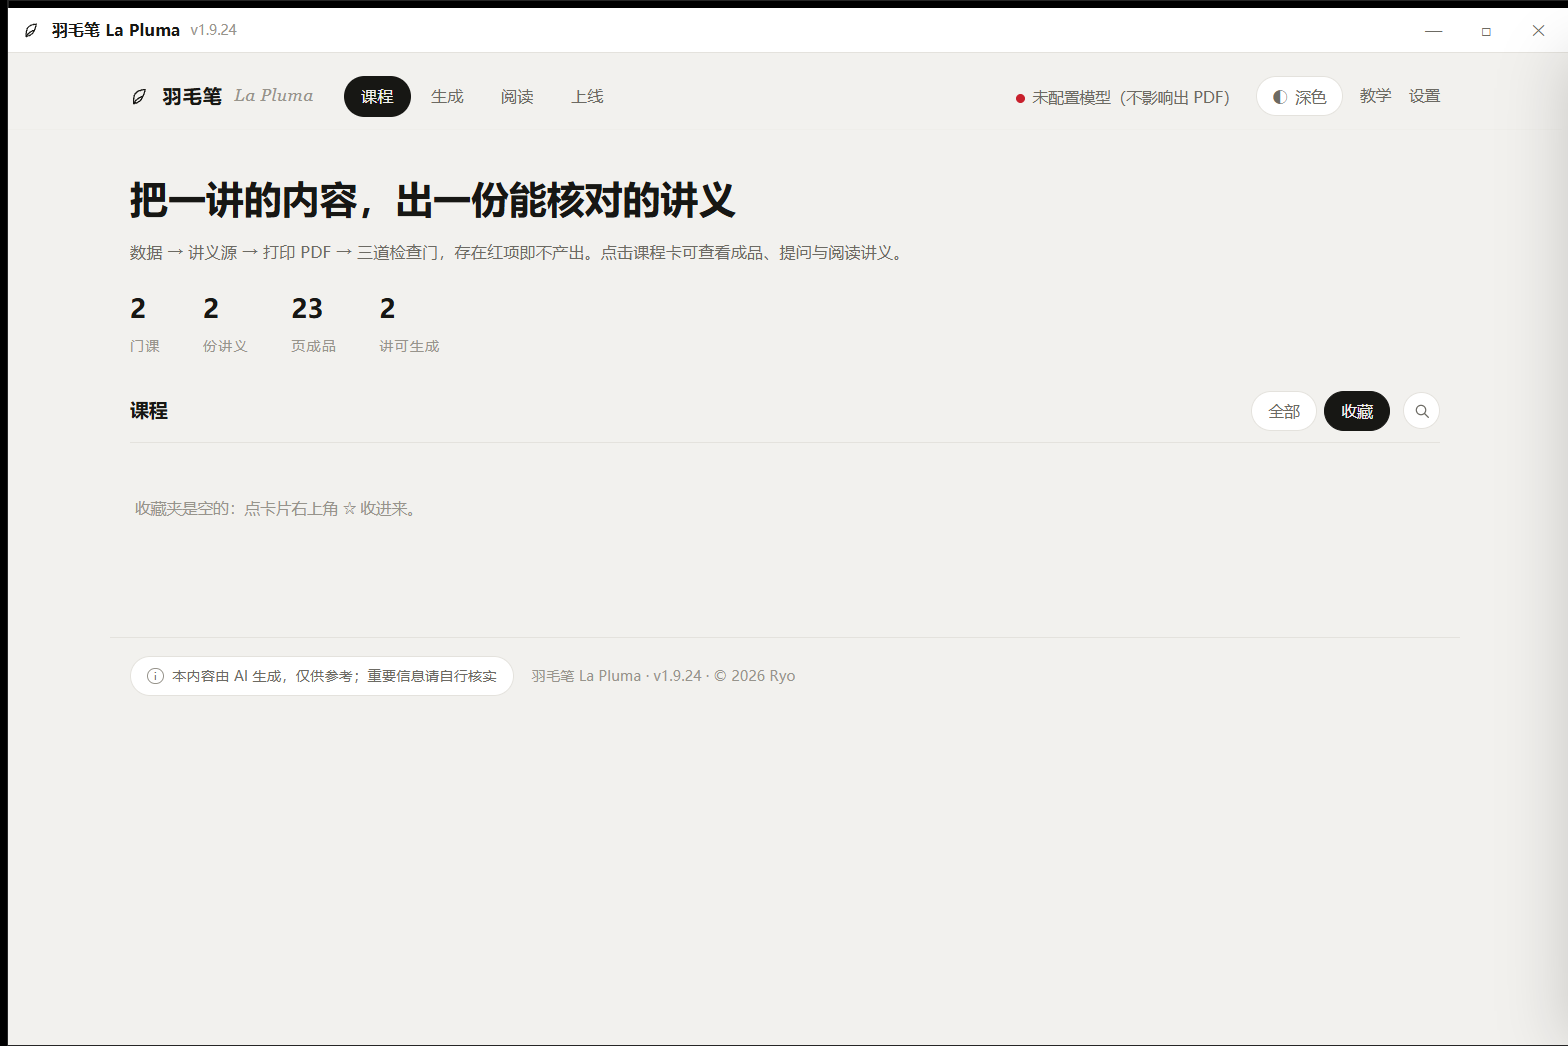 羽毛笔 La Pluma v1.9.24
羽毛笔 La Pluma 课程 生成 阅读 上线 未配置模型（不影响出 PDF） 深色 教学 设置
把一讲的内容，出一份能核对的讲义
数据 → 讲义源 → 打印 PDF → 三道检查门，存在红项即不产出。点击课程卡可查看成品、提问与阅读讲义。
2 2 23 2
门课 份讲义 页成品 讲可生成
课程 全部 收藏
收藏夹是空的：点卡片右上角 ☆ 收进来。
本内容由 AI 生成，仅供参考；重要信息请自行核实 羽毛笔 La Pluma · v1.9.24 · © 2026 Ryo